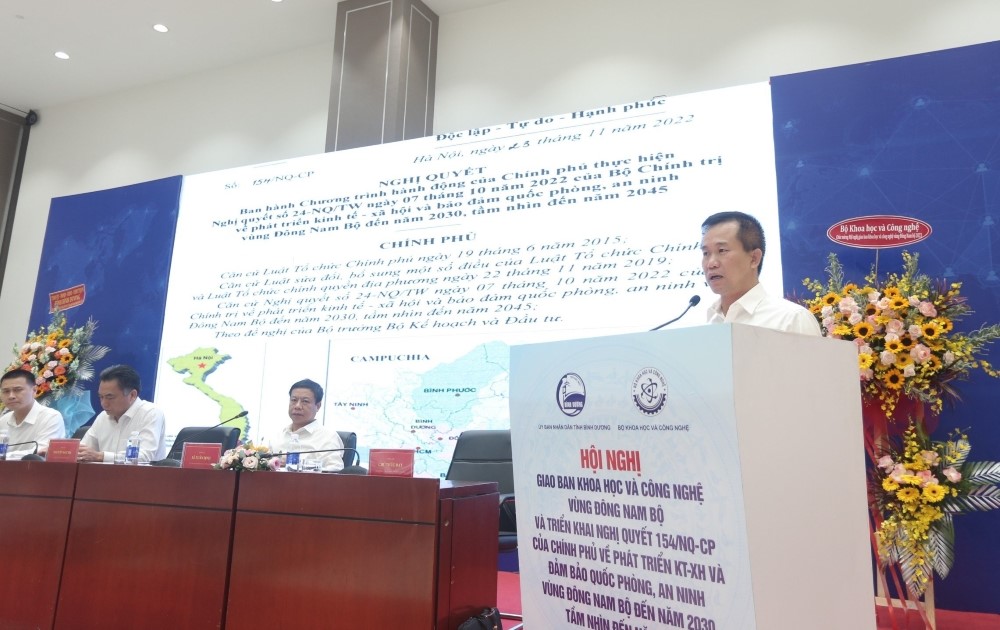 Độc lập - Tự do - Hạnh phúc
Hà Nội, ngày 23 tháng 11 năm 2022
Số: 154/NQ-CP
NGHỊ QUYẾT
Ban hành Chương trình hành động của Chính phủ thực hiện
Nghị quyết số 24-NQ/TW ngày 07 tháng 10 năm 2022 của Bộ Chính trị
về phát triển kinh tế - xã hội và bảo đảm quốc phòng, an ninh
vùng Đông Nam Bộ đến năm 2030, tầm nhìn đến năm 2045
CHÍNH PHỦ
Căn cứ Luật Tổ chức Chính phủ ngày 19 tháng 6 năm 2015;
Căn cứ Luật sửa đổi, bổ sung một số điều của Luật Tổ chức Chính
và Luật Tổ chức chính quyền địa phương ngày 22 tháng 11 năm 2019;
Căn cứ Nghị quyết số 24-NQ/TW ngày 07 tháng 10 năm 2022 củ
Chính trị về phát triển kinh tế - xã hội và bảo đảm quốc phòng, an ninh
Đông Nam Bộ đến năm 2030, tầm nhìn đến năm 2045;
Theo đề nghị của Bộ trưởng Bộ Kế hoạch và Đầu tư.
Hà Nội
CAMPUCHIA
BÌNH PHƯỚC
TÂY NINH
BÌNH
DƯƠNG
HCM
Bộ Khoa học và Công nghệ
BÌNH DƯƠNG
ỦY BAN NHÂN DÂN TỈNH BÌNH DƯƠNG
BỘ KHOA HỌC VÀ CÔNG NGHỆ
HỘI NGHỊ
GIAO BAN KHOA HỌC VÀ CÔNG NGHỆ
VÙNG ĐÔNG NAM BỘ
VÀ TRIỂN KHAI NGHỊ QUYẾT 154/NQ-CP
CỦA CHÍNH PHỦ VỀ PHÁT TRIỂN KT-XH VÀ
ĐẢM BẢO QUỐC PHÒNG, AN NINH
VÙNG ĐÔNG NAM BỘ ĐẾN NĂM 2030
TẦM NHÌN ĐẾN